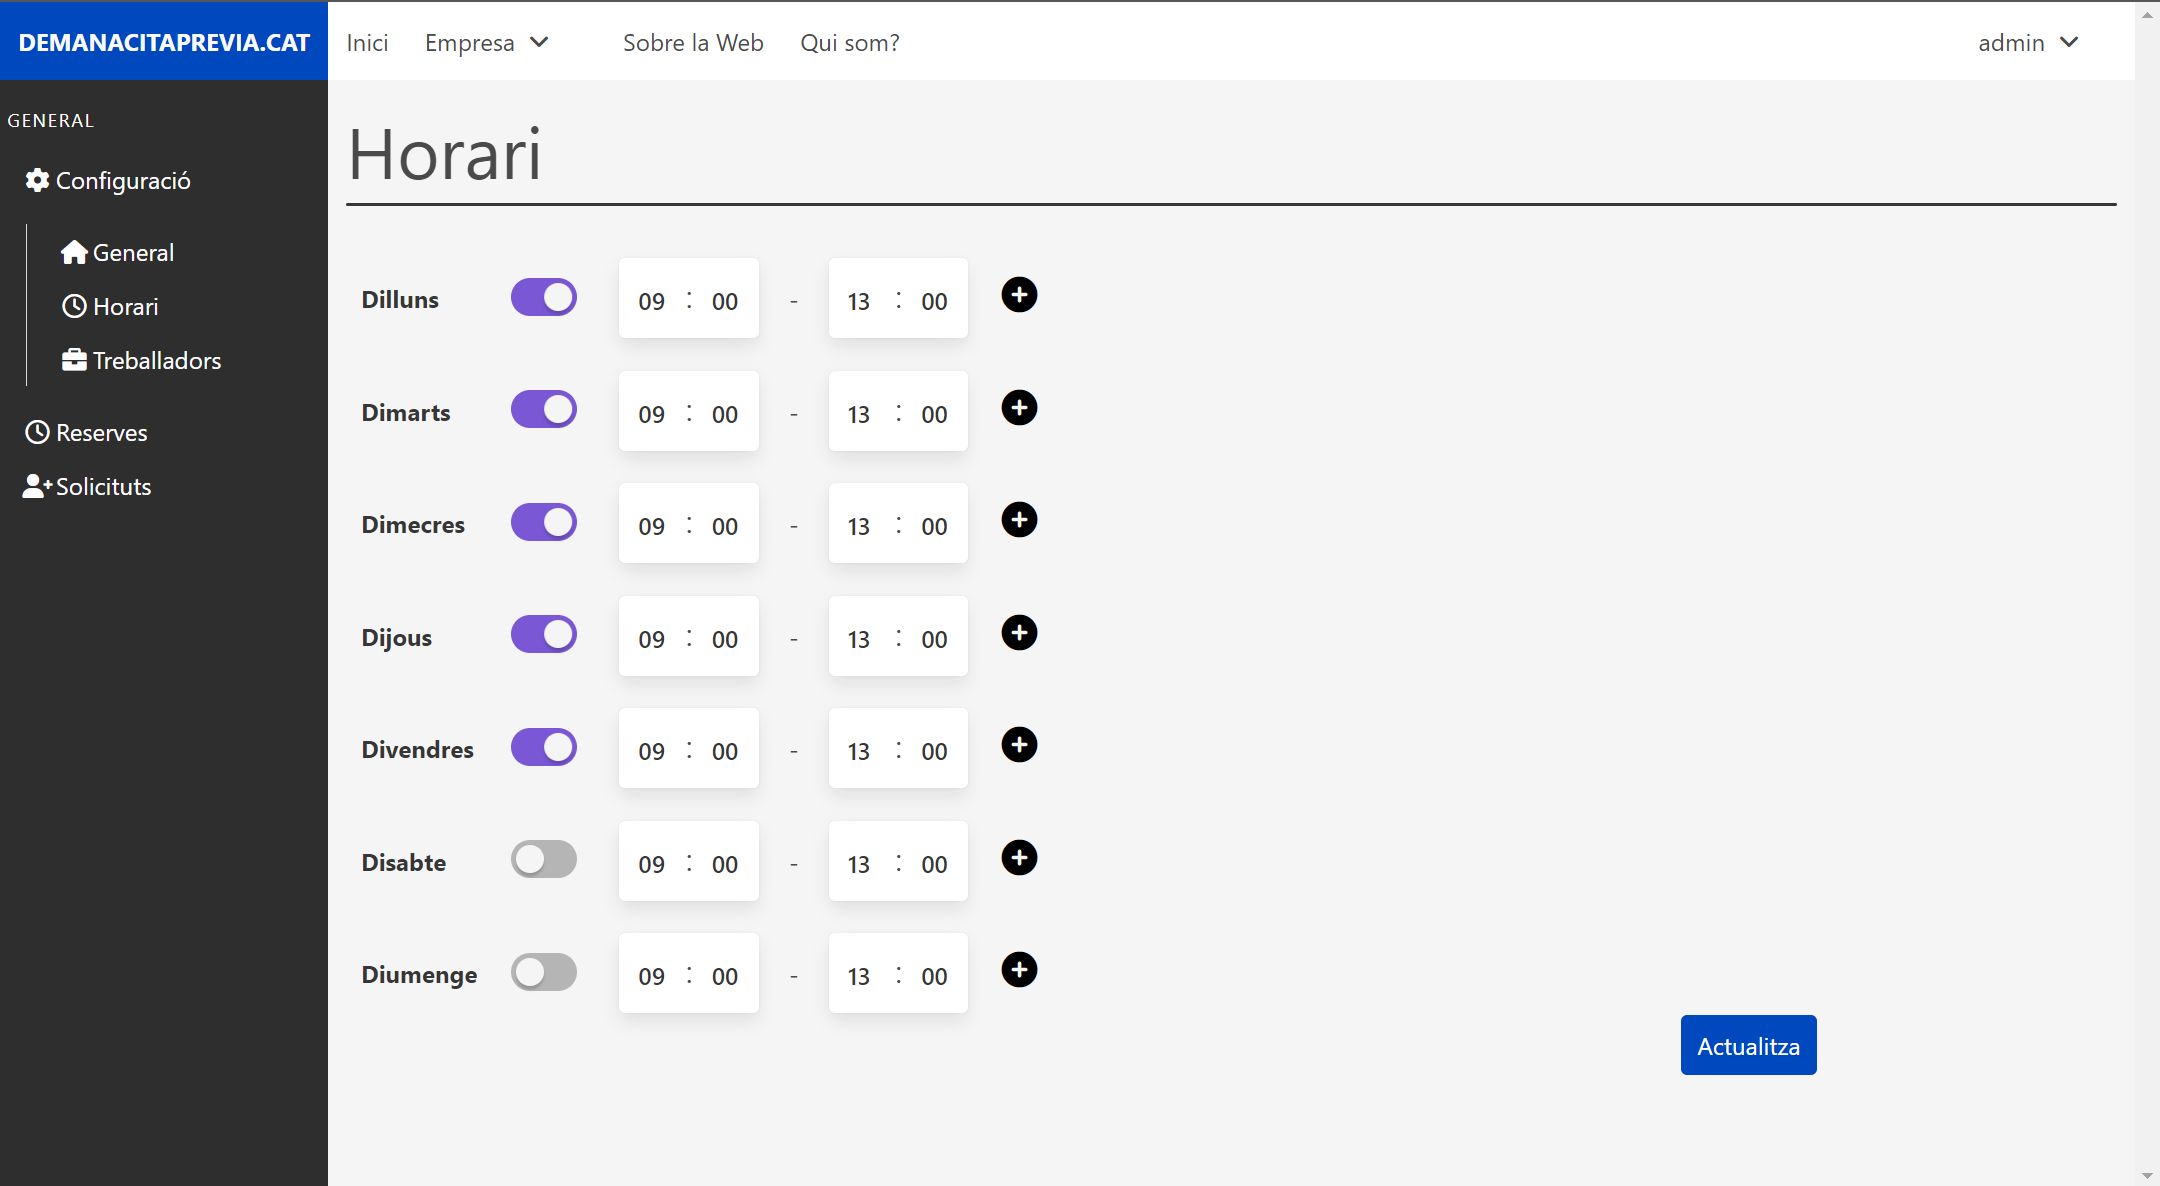 DEMANACITAPREVIA.CAT Inici Empresa Sobre la Web Qui som? admin
GENERAL
Configuració
General
Horari
Treballadors
Reserves
Solicituts
Horari
Dilluns 09 : 00 - 13 : 00
Dimarts 09 : 00 - 13 : 00
Dimecres 09 : 00 - 13 : 00
Dijous 09 : 00 - 13 : 00
Divendres 09 : 00 - 13 : 00
Disabte 09 : 00 - 13 : 00
Diumenge 09 : 00 - 13 : 00
Actualitza